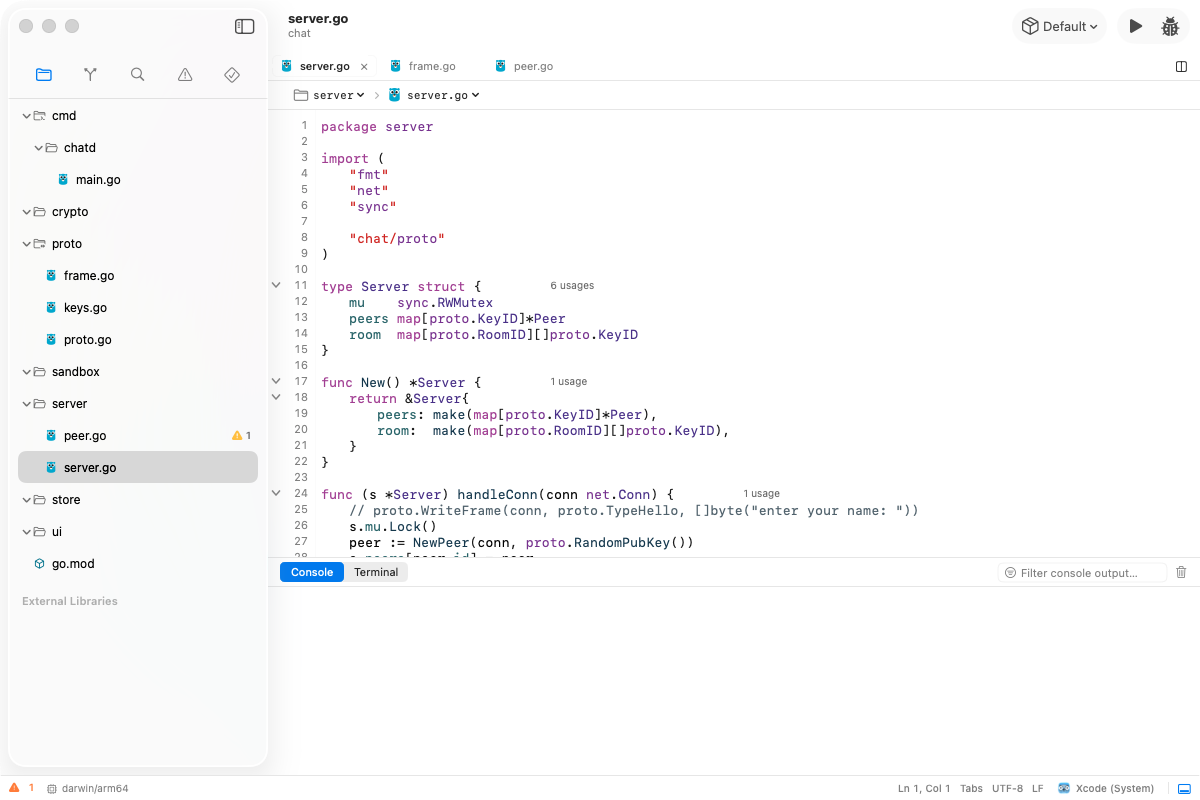 server.go
chat
Default
server.go
frame.go
peer.go
server
server.go
cmd
chatd
main.go
crypto
proto
frame.go
keys.go
proto.go
sandbox
server
peer.go 1
server.go
store
ui
go.mod
External Libraries
1 package server
2
3 import (
4 "fmt"
5 "net"
6 "sync"
7
8 "chat/proto"
9 )
10
11 type Server struct { 6 usages
12 mu sync.RWMutex
13 peers map[proto.KeyID]*Peer
14 room map[proto.RoomID][]proto.KeyID
15 }
16
17 func New() *Server { 1 usage
18 return &Server{
19 peers: make(map[proto.KeyID]*Peer),
20 room: make(map[proto.RoomID][]proto.KeyID),
21 }
22 }
23
24 func (s *Server) handleConn(conn net.Conn) { 1 usage
25 // proto.WriteFrame(conn, proto.TypeHello, []byte("enter your name: "))
26 s.mu.Lock()
27 peer := NewPeer(conn, proto.RandomPubKey())
28 s.peers[peer.id] = peer
Console
Terminal
Filter console output...
1
darwin/arm64
Ln 1, Col 1
Tabs
UTF-8
LF
Xcode (System)